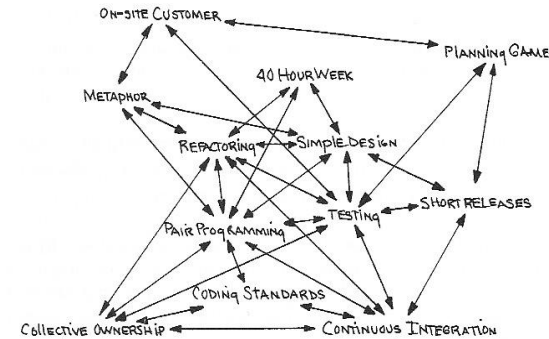 On-Site Customer
Planning Game
40 Hour Week
Metaphor
Refactoring
Simple Design
Short Releases
Testing
Pair Programming
Coding Standards
Collective Ownership
Continuous Integration